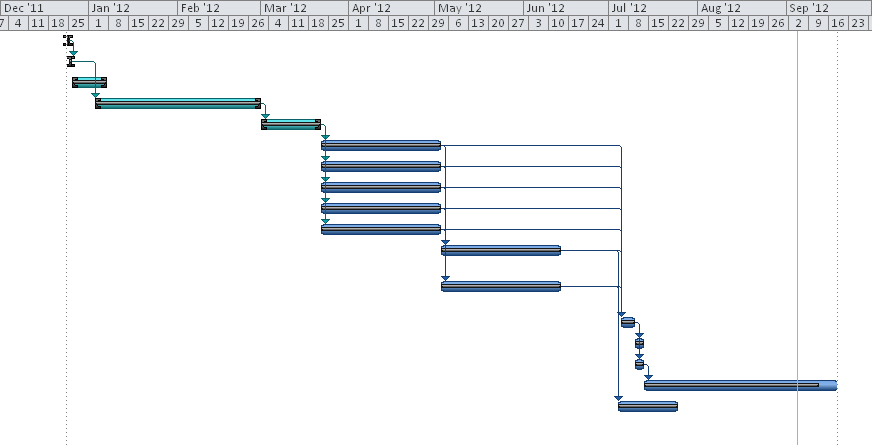 Dec '11 Jan '12 Feb '12 Mar '12 Apr '12 May '12 Jun '12 Jul '12 Aug '12 Sep '12
4 11 18 25 1 8 15 22 29 5 12 19 26 4 11 18 25 1 8 15 22 29 6 13 20 27 3 10 17 24 1 8 15 22 29 5 12 19 26 2 9 16 23